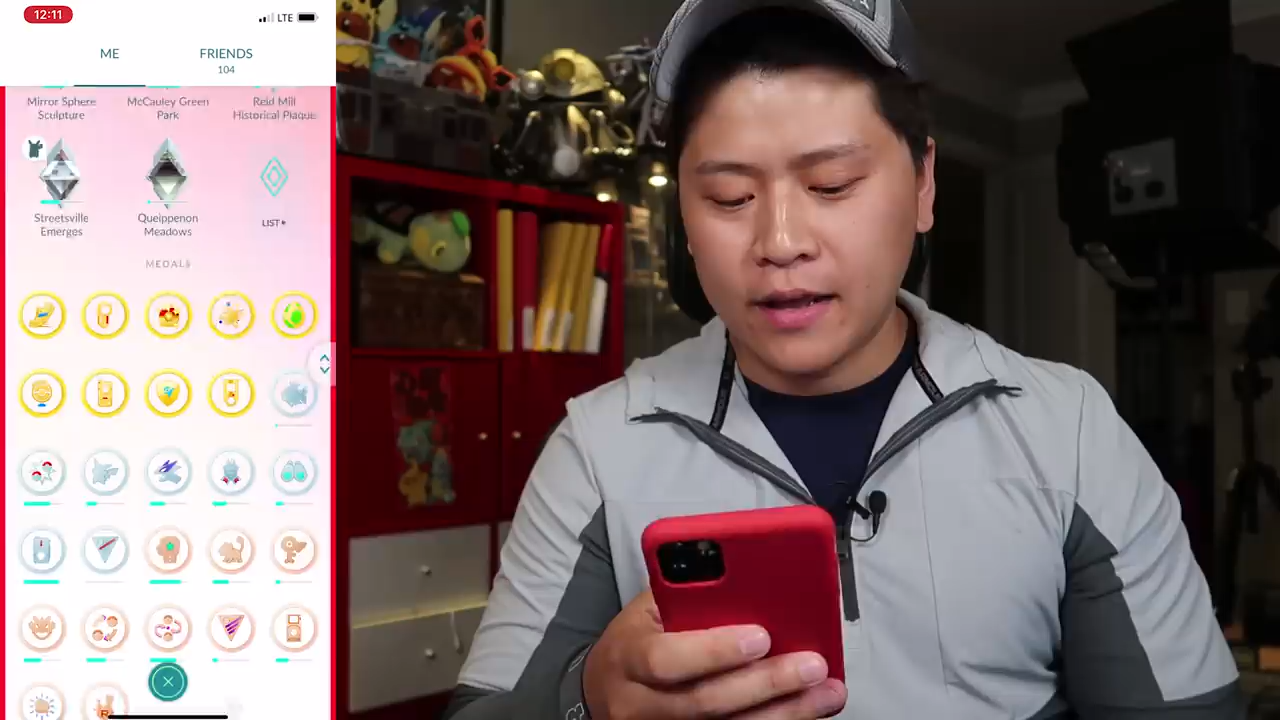 12:11
LTE
ME
FRIENDS
104
Mirror Sphere
Sculpture
McCauley Green
Park
Reid Mill
Historical Plaque
Streetsville
Emerges
Queippenon
Meadows
LIST
MEDALS